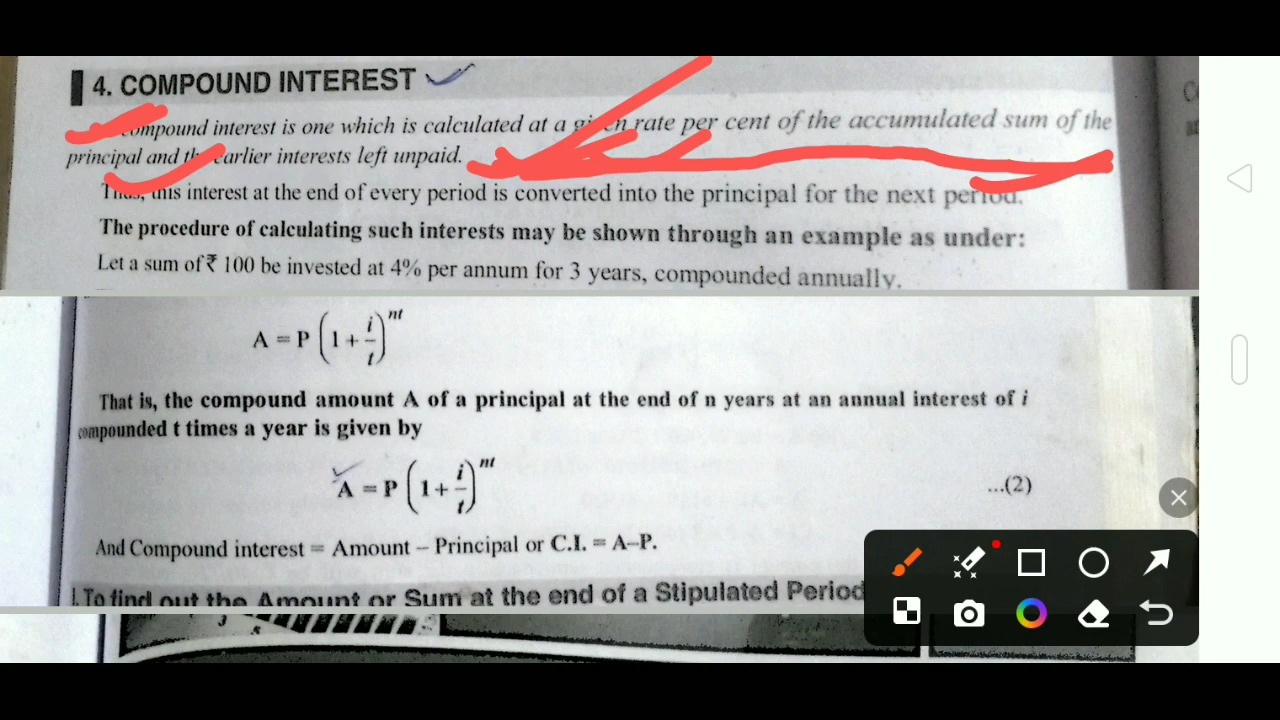 4. COMPOUND INTEREST
compound interest is one which is calculated at a given rate per cent of the accumulated sum of the
principal and the earlier interests left unpaid.
Thus, this interest at the end of every period is converted into the principal for the next period.
The procedure of calculating such interests may be shown through an example as under:
Let a sum of ₹ 100 be invested at 4% per annum for 3 years, compounded annually.
A = P (1 + i/t)^nt
That is, the compound amount A of a principal at the end of n years at an annual interest of i
compounded t times a year is given by
A = P (1 + i/t)^nt ...(2)
And Compound interest = Amount – Principal or C.I. = A–P.
I. To find out the Amount or Sum at the end of a Stipulated Period